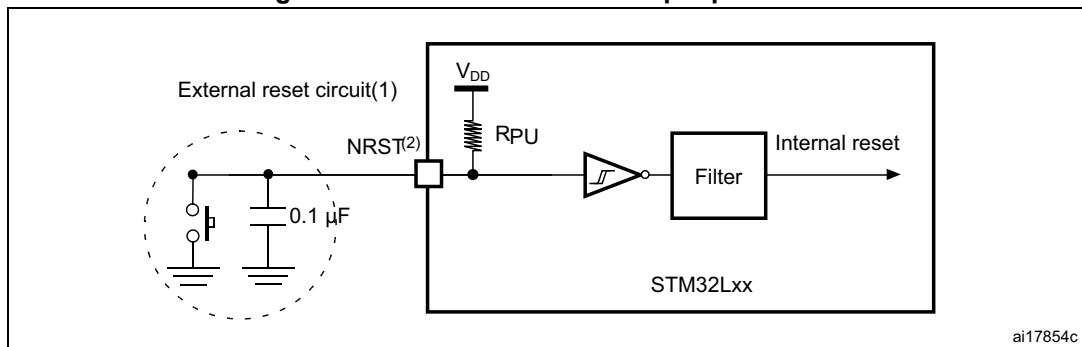 External reset circuit(1)
VDD
NRST(2)
RPU
Internal reset
Filter
0.1 µF
STM32Lxx
ai17854c